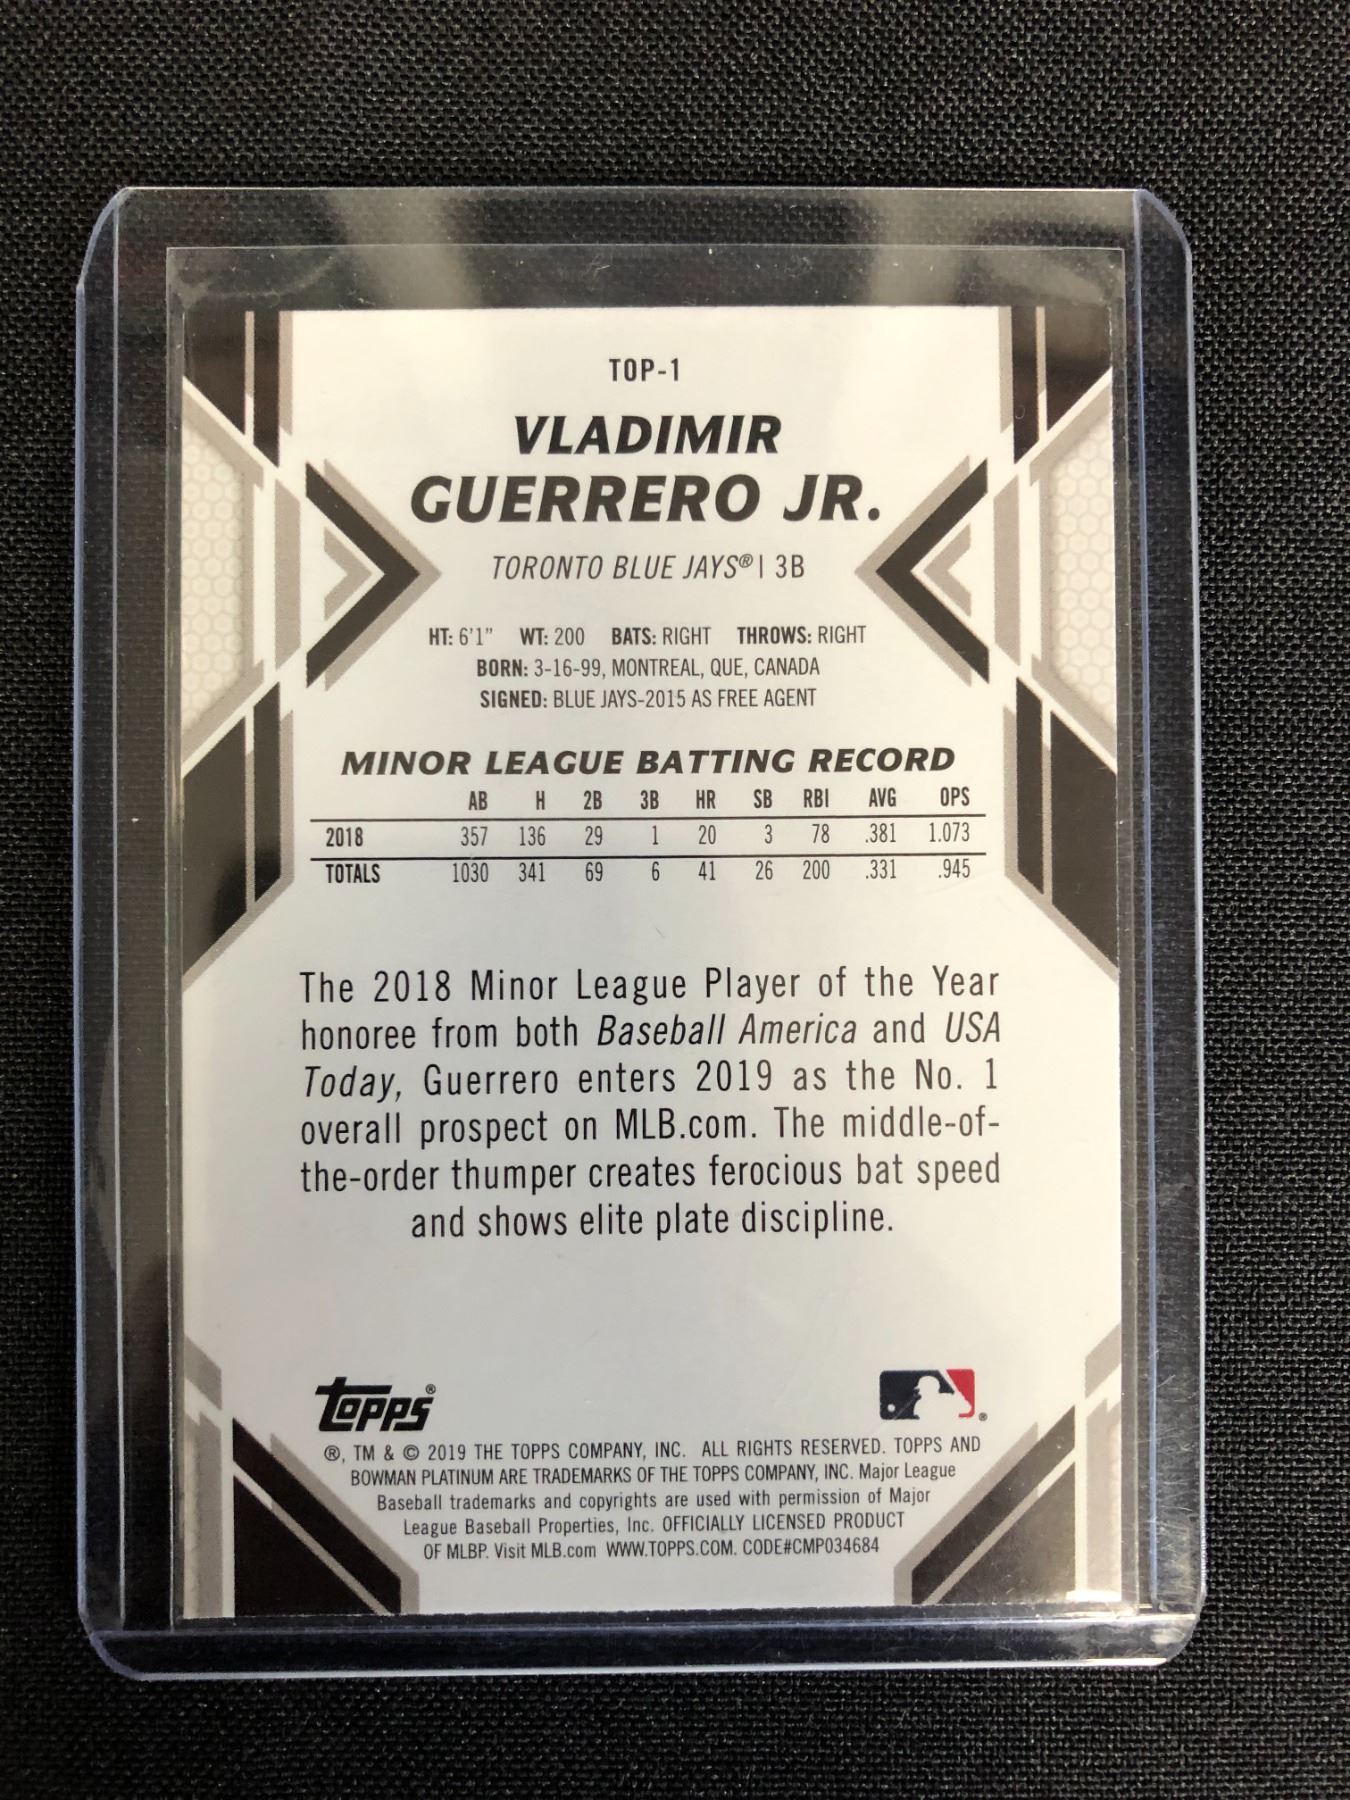 TOP-1
VLADIMIR
GUERRERO JR.
TORONTO BLUE JAYS® | 3B
HT: 6'1" WT: 200 BATS: RIGHT THROWS: RIGHT
BORN: 3-16-99, MONTREAL, QUE, CANADA
SIGNED: BLUE JAYS-2015 AS FREE AGENT
MINOR LEAGUE BATTING RECORD
AB H 2B 3B HR SB RBI AVG OPS
2018 357 136 29 1 20 3 78 .381 1.073
TOTALS 1030 341 69 6 41 26 200 .331 .945
The 2018 Minor League Player of the Year
honoree from both Baseball America and USA
Today, Guerrero enters 2019 as the No. 1
overall prospect on MLB.com. The middle-of-
the-order thumper creates ferocious bat speed
and shows elite plate discipline.
topps®
®
®, TM & © 2019 THE TOPPS COMPANY, INC. ALL RIGHTS RESERVED. TOPPS AND
BOWMAN PLATINUM ARE TRADEMARKS OF THE TOPPS COMPANY, INC. Major League
Baseball trademarks and copyrights are used with permission of Major
League Baseball Properties, Inc. OFFICIALLY LICENSED PRODUCT
OF MLBP. Visit MLB.com WWW.TOPPS.COM. CODE#CMP034684